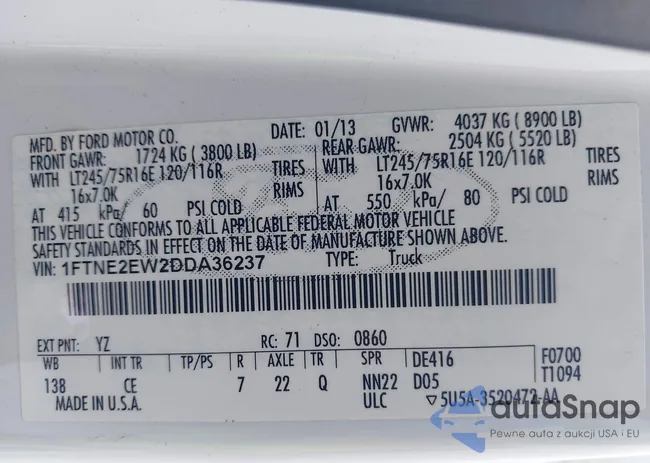 MFD. BY FORD MOTOR CO. DATE: 01/13 GVWR: 4037 KG (8900 LB)
FRONT GAWR: 1724 KG (3800 LB) REAR GAWR: 2504 KG (5520 LB)
WITH LT245/75R16E 120/116R TIRES WITH LT245/75R16E 120/116R TIRES
16x7.0K RIMS 16x7.0K RIMS
AT 415 kPa/ 60 PSI COLD AT 550 kPa/ 80 PSI COLD
THIS VEHICLE CONFORMS TO ALL APPLICABLE FEDERAL MOTOR VEHICLE
SAFETY STANDARDS IN EFFECT ON THE DATE OF MANUFACTURE SHOWN ABOVE.
VIN: 1FTNE2EW2DDA36237 TYPE: Truck
EXT PNT: YZ RC: 71 DSO: 0860
WB INT TR TP/PS R AXLE TR SPR DE416 F0700
138 CE 7 22 Q NN22 D05 T1094
MADE IN U.S.A. ULC ▽5U5A-3520472-AA
autoSnap
Pewne auta z aukcji USA i EU